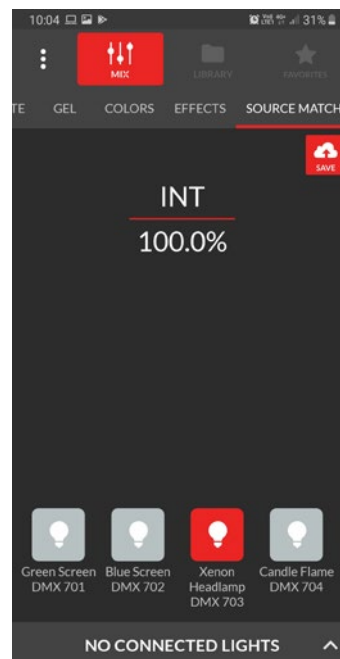 10:04 31%
MIX
LIBRARY
FAVORITES
TE GEL COLORS EFFECTS SOURCE MATCH
SAVE
INT
100.0%
Green Screen
DMX 701
Blue Screen
DMX 702
Xenon
Headlamp
DMX 703
Candle Flame
DMX 704
NO CONNECTED LIGHTS